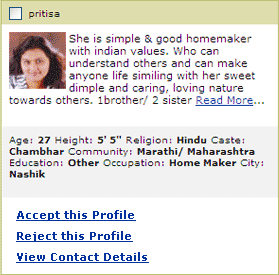 pritisa
She is simple & good homemaker
with indian values. Who can
understand others and can make
anyone life similing with her sweet
dimple and caring, loving nature
towards others. 1brother/ 2 sister Read More...
Age: 27 Height: 5' 5" Religion: Hindu Caste:
Chambhar Community: Marathi/ Maharashtra
Education: Other Occupation: Home Maker City:
Nashik
Accept this Profile
Reject this Profile
View Contact Details